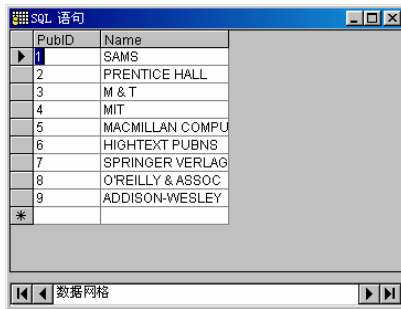 SQL 语句
PubID Name
1 SAMS
2 PRENTICE HALL
3 M & T
4 MIT
5 MACMILLAN COMPU
6 HIGHTEXT PUBNS
7 SPRINGER VERLAG
8 O'REILLY & ASSOC
9 ADDISON-WESLEY
数据网格